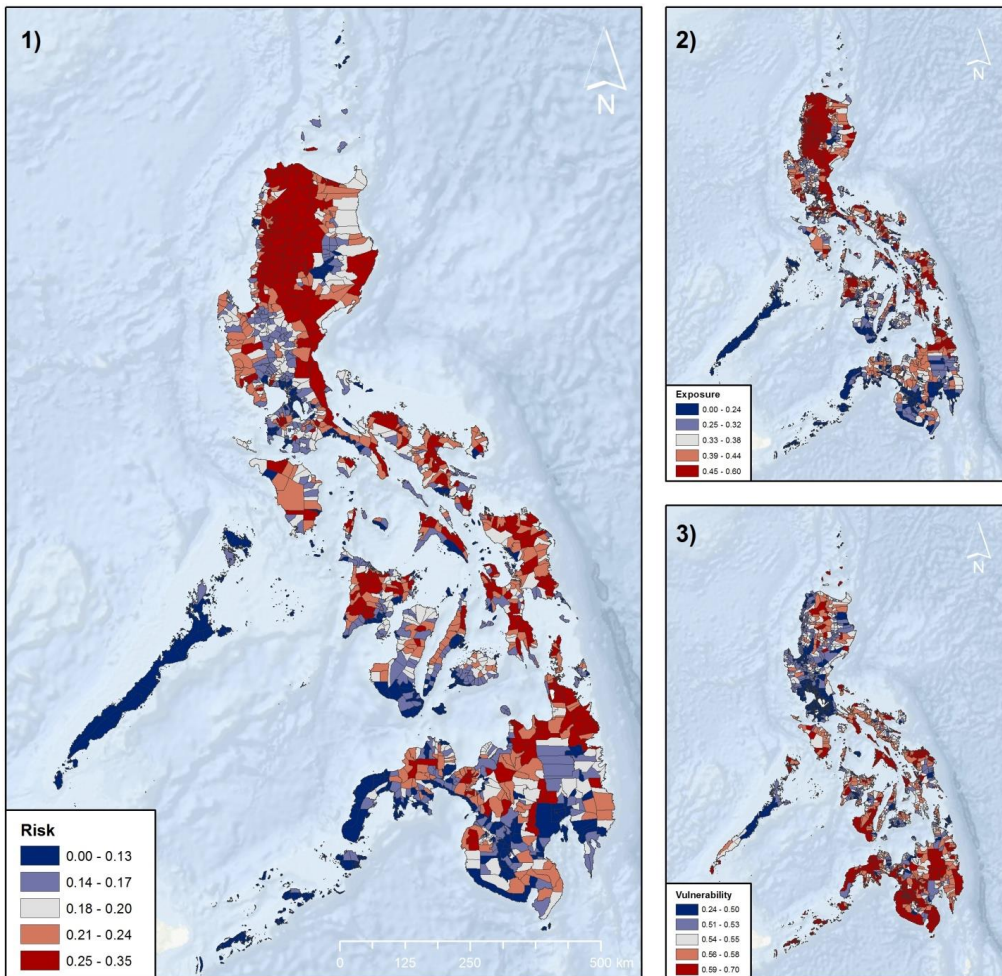 1)
N
Risk
0.00 - 0.13
0.14 - 0.17
0.18 - 0.20
0.21 - 0.24
0.25 - 0.35
0 125 250 500 km
2)
N
Exposure
0.00 - 0.24
0.25 - 0.32
0.33 - 0.38
0.39 - 0.44
0.45 - 0.60
3)
N
Vulnerability
0.24 - 0.50
0.51 - 0.53
0.54 - 0.55
0.56 - 0.58
0.59 - 0.70